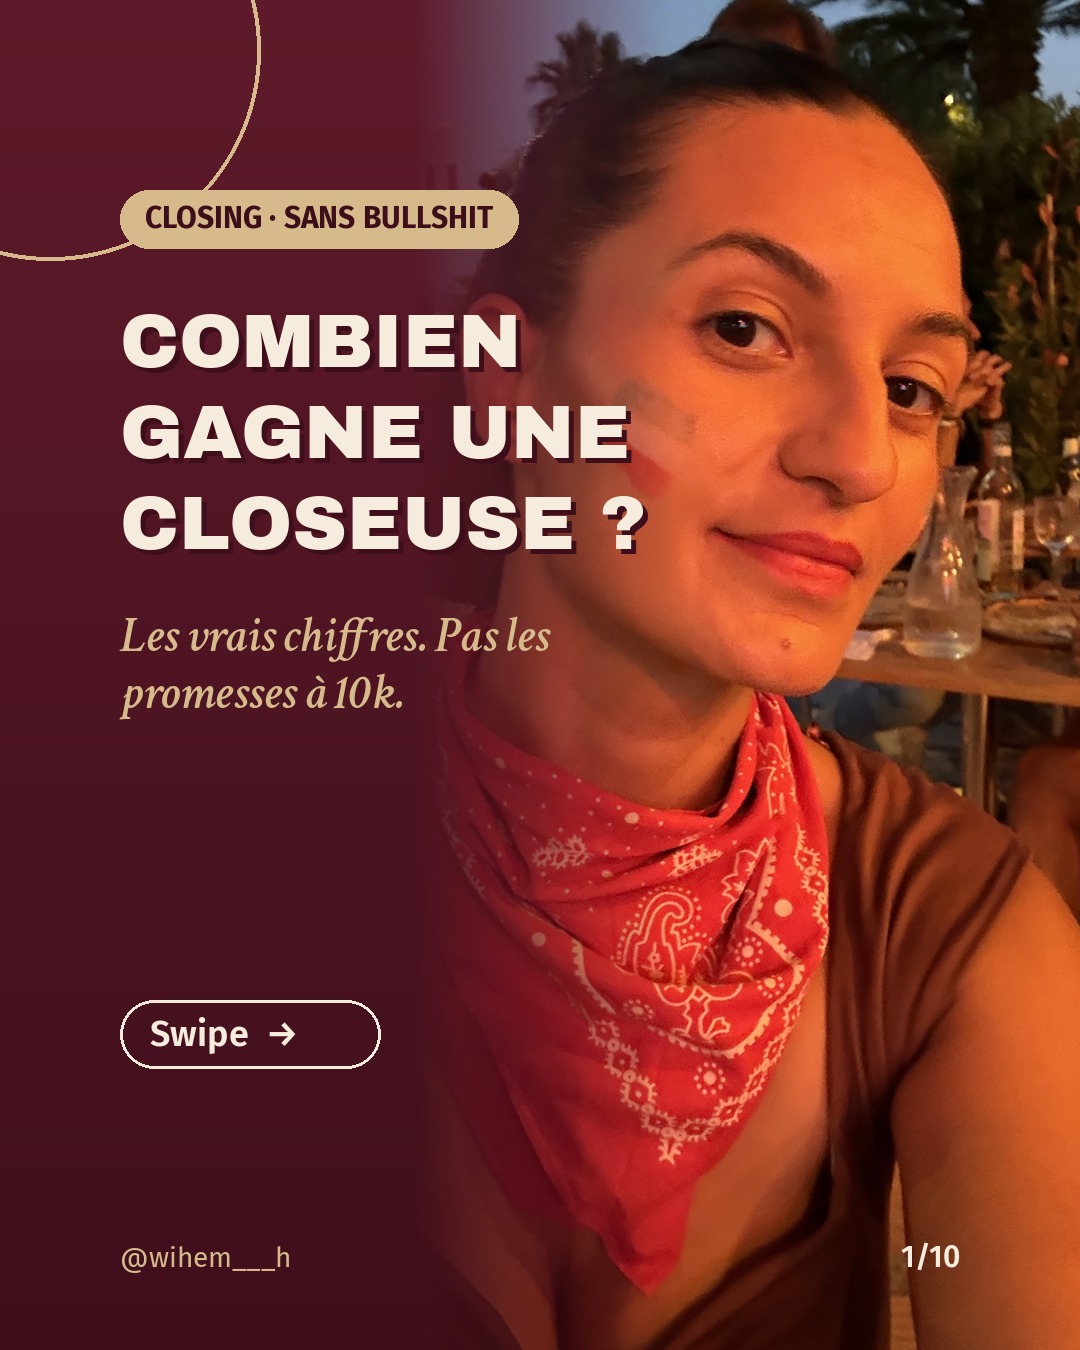 CLOSING · SANS BULLSHIT
COMBIEN
GAGNE UNE
CLOSEUSE ?
Les vrais chiffres. Pas les
promesses à 10k.
Swipe →
@wihem___h
1/10